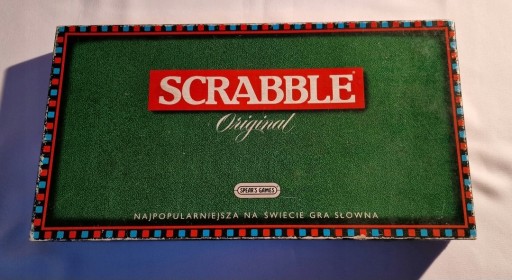 SCRABBLE
Original
SPEAR'S GAMES
NAJPOPULARNIEJSZA NA ŚWIECIE GRA SŁOWNA